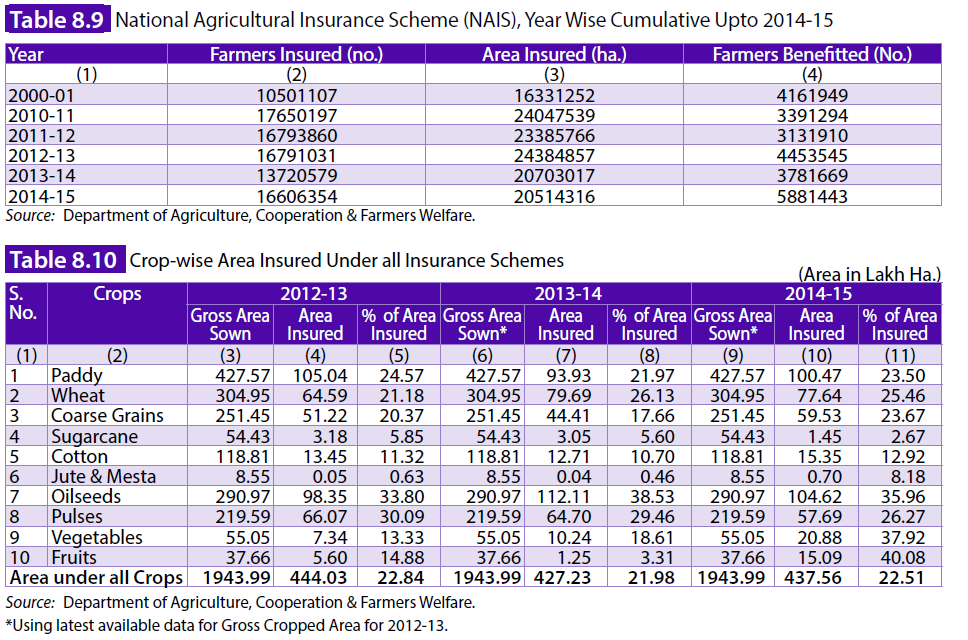 Table 8.9 National Agricultural Insurance Scheme (NAIS), Year Wise Cumulative Upto 2014-15
Year Farmers Insured (no.) Area Insured (ha.) Farmers Benefitted (No.)
(1) (2) (3) (4)
2000-01 10501107 16331252 4161949
2010-11 17650197 24047539 3391294
2011-12 16793860 23385766 3131910
2012-13 16791031 24384857 4453545
2013-14 13720579 20703017 3781669
2014-15 16606354 20514316 5881443
Source: Department of Agriculture, Cooperation & Farmers Welfare.
Table 8.10 Crop-wise Area Insured Under all Insurance Schemes
(Area in Lakh Ha.)
S. Crops 2012-13 2013-14 2014-15
No. Gross Area Area % of Area Gross Area Area % of Area Gross Area Area % of Area
Sown Insured Insured Sown* Insured Insured Sown* Insured Insured
(1) (2) (3) (4) (5) (6) (7) (8) (9) (10) (11)
1 Paddy 427.57 105.04 24.57 427.57 93.93 21.97 427.57 100.47 23.50
2 Wheat 304.95 64.59 21.18 304.95 79.69 26.13 304.95 77.64 25.46
3 Coarse Grains 251.45 51.22 20.37 251.45 44.41 17.66 251.45 59.53 23.67
4 Sugarcane 54.43 3.18 5.85 54.43 3.05 5.60 54.43 1.45 2.67
5 Cotton 118.81 13.45 11.32 118.81 12.71 10.70 118.81 15.35 12.92
6 Jute & Mesta 8.55 0.05 0.63 8.55 0.04 0.46 8.55 0.70 8.18
7 Oilseeds 290.97 98.35 33.80 290.97 112.11 38.53 290.97 104.62 35.96
8 Pulses 219.59 66.07 30.09 219.59 64.70 29.46 219.59 57.69 26.27
9 Vegetables 55.05 7.34 13.33 55.05 10.24 18.61 55.05 20.88 37.92
10 Fruits 37.66 5.60 14.88 37.66 1.25 3.31 37.66 15.09 40.08
Area under all Crops 1943.99 444.03 22.84 1943.99 427.23 21.98 1943.99 437.56 22.51
Source: Department of Agriculture, Cooperation & Farmers Welfare.
*Using latest available data for Gross Cropped Area for 2012-13.